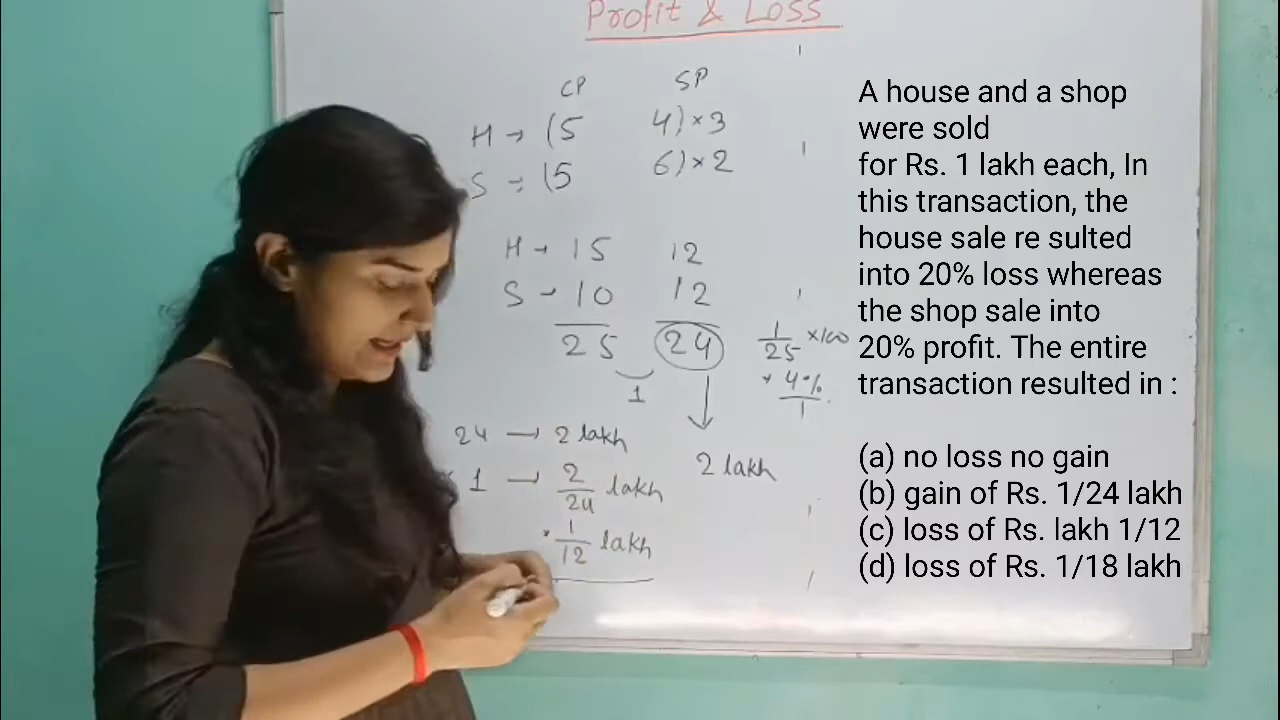 Profit & Loss
CP SP
H → (5 4) × 3
S → (5 6) × 2
H → 15 12
S → 10 12
25 24
1
1/25 × 100
4%
1
24 → 2 lakh
2 lakh
1 → 2/24 lakh
1/12 lakh
A house and a shop
were sold
for Rs. 1 lakh each, In
this transaction, the
house sale re sulted
into 20% loss whereas
the shop sale into
20% profit. The entire
transaction resulted in :
(a) no loss no gain
(b) gain of Rs. 1/24 lakh
(c) loss of Rs. lakh 1/12
(d) loss of Rs. 1/18 lakh